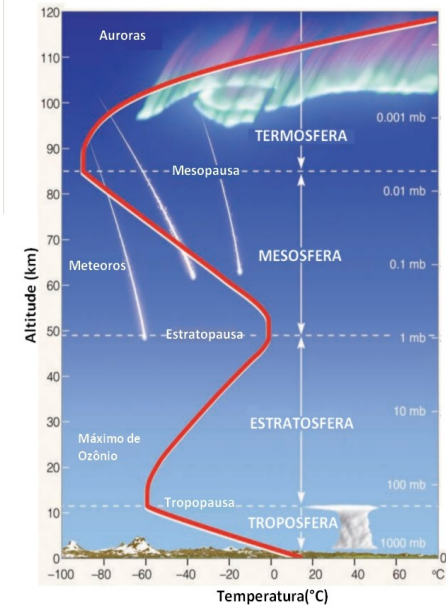 120
110
100
90
80
70
60
50
40
30
20
10
0
Altitude (km)
Auroras
0.001 mb
TERMOSFERA
Mesopausa
0.01 mb
MESOSFERA
Meteoros
0.1 mb
Estratopausa
1 mb
10 mb
ESTRATOSFERA
Máximo de
Ozônio
100 mb
Tropopausa
TROPOSFERA
1000 mb
0
−100 −80 −60 −40 −20 0 20 40 60 °C
Temperatura(°C)